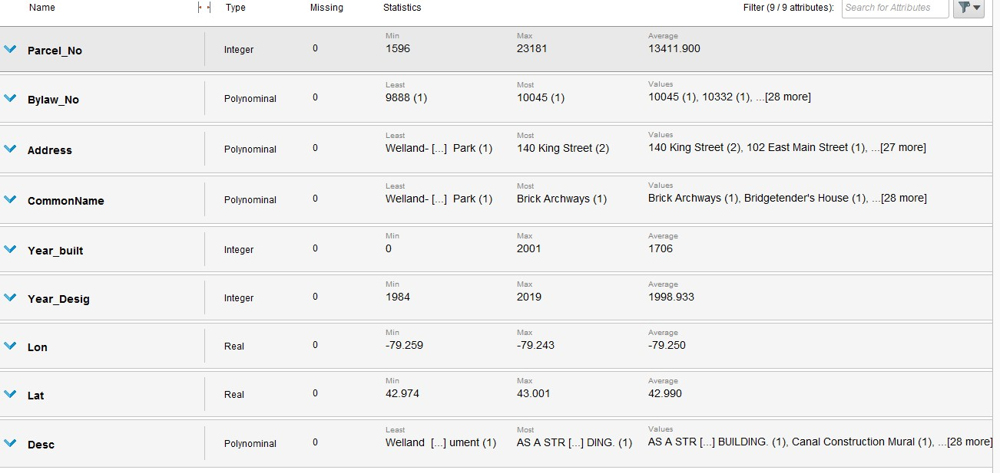 Name Type Missing Statistics Filter (9 / 9 attributes): Search for Attributes
Min Max Average
Parcel_No Integer 0 1596 23181 13411.900
Least Most Values
Bylaw_No Polynominal 0 9888 (1) 10045 (1) 10045 (1), 10332 (1), ...[28 more]
Least Most Values
Address Polynominal 0 Welland- [...] Park (1) 140 King Street (2) 140 King Street (2), 102 East Main Street (1), ...[27 more]
Least Most Values
CommonName Polynominal 0 Welland- [...] Park (1) Brick Archways (1) Brick Archways (1), Bridgetender's House (1), ...[28 more]
Min Max Average
Year_built Integer 0 0 2001 1706
Min Max Average
Year_Desig Integer 0 1984 2019 1998.933
Min Max Average
Lon Real 0 -79.259 -79.243 -79.250
Min Max Average
Lat Real 0 42.974 43.001 42.990
Least Most Values
Desc Polynominal 0 Welland [...] ument (1) AS A STR [...] DING. (1) AS A STR [...] BUILDING. (1), Canal Construction Mural (1), ...[28 more]